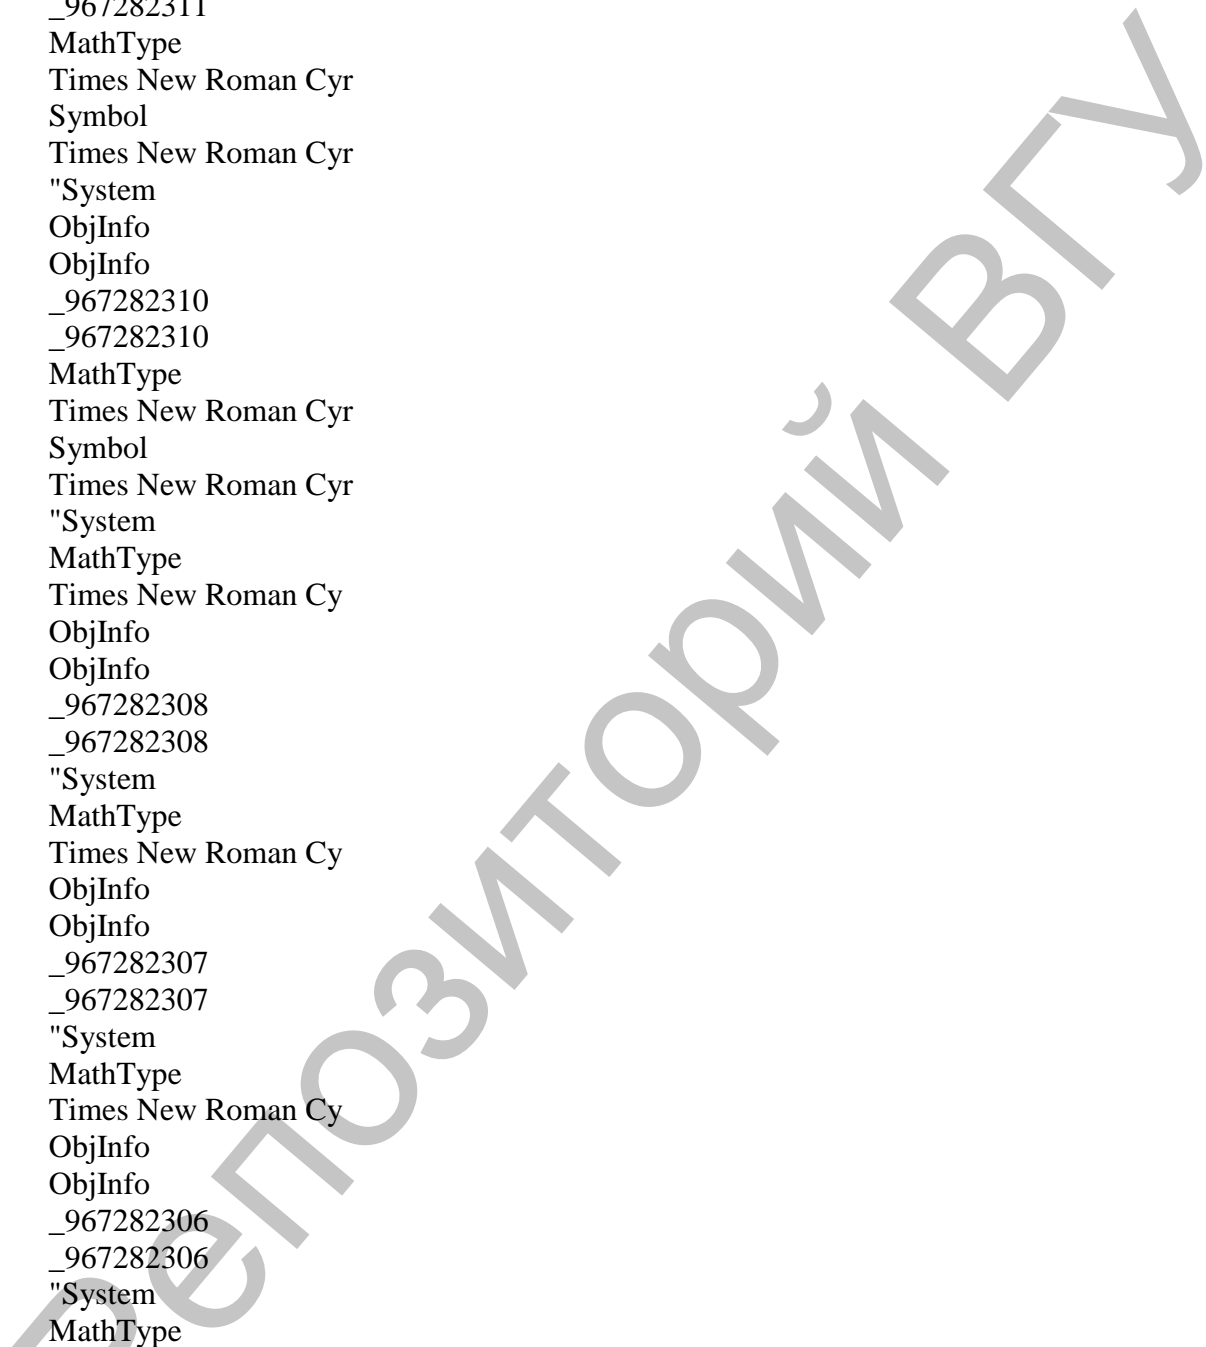 _967282311
MathType
Times New Roman Cyr
Symbol
Times New Roman Cyr
"System
ObjInfo
ObjInfo
_967282310
_967282310
MathType
Times New Roman Cyr
Symbol
Times New Roman Cyr
"System
MathType
Times New Roman Cy
ObjInfo
ObjInfo
_967282308
_967282308
"System
MathType
Times New Roman Cy
ObjInfo
ObjInfo
_967282307
_967282307
"System
MathType
Times New Roman Cy
ObjInfo
ObjInfo
_967282306
_967282306
"System
MathType
Репозиторий ВГУ